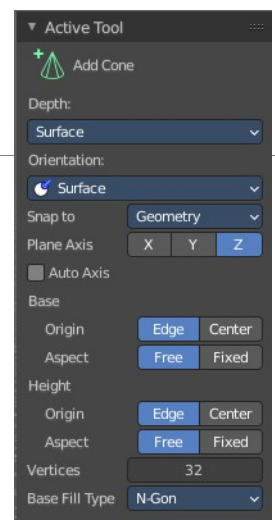 Active Tool
Add Cone
Depth:
Surface
Orientation:
Surface
Snap to Geometry
Plane Axis X Y Z
Auto Axis
Base
Origin Edge Center
Aspect Free Fixed
Height
Origin Edge Center
Aspect Free Fixed
Vertices 32
Base Fill Type N-Gon